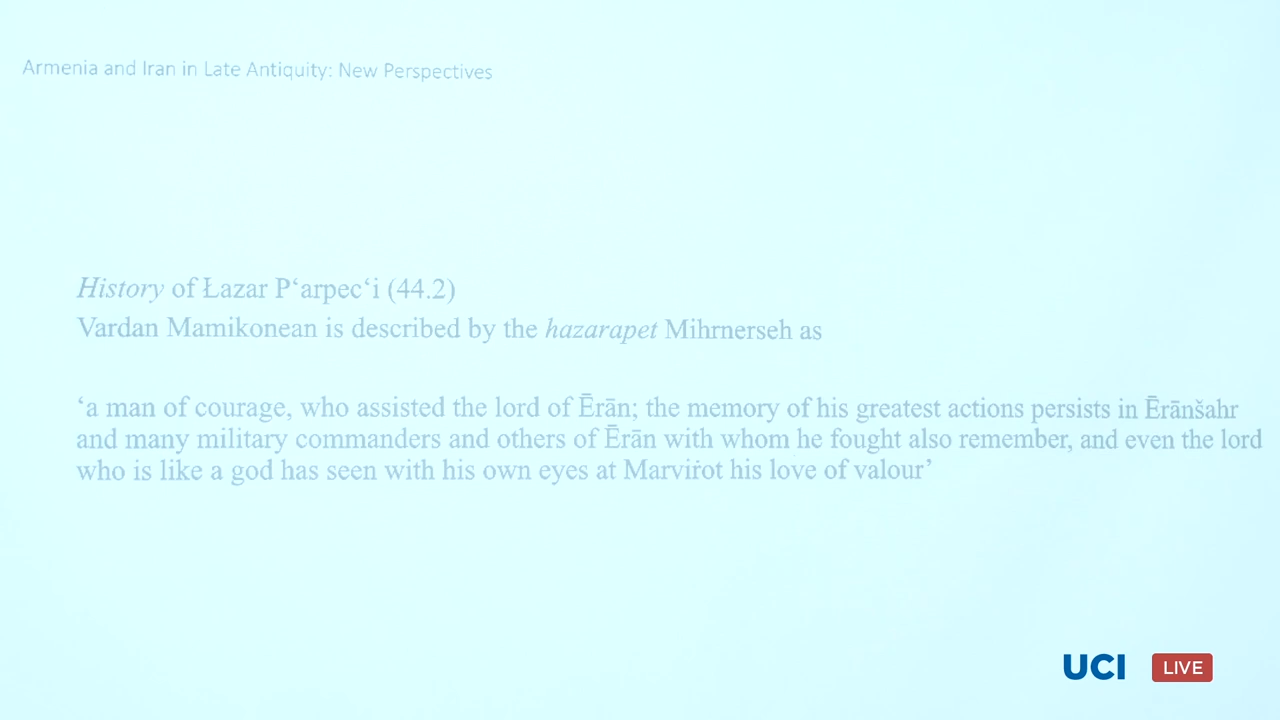 Armenia and Iran in Late Antiquity: New Perspectives
History of Łazar P‘arpec‘i (44.2)
Vardan Mamikonean is described by the hazarapet Mihrnerseh as
‘a man of courage, who assisted the lord of Ērān; the memory of his greatest actions persists in Ērānšahr
and many military commanders and others of Ērān with whom he fought also remember, and even the lord
who is like a god has seen with his own eyes at Marviṙot his love of valour’
UCI LIVE